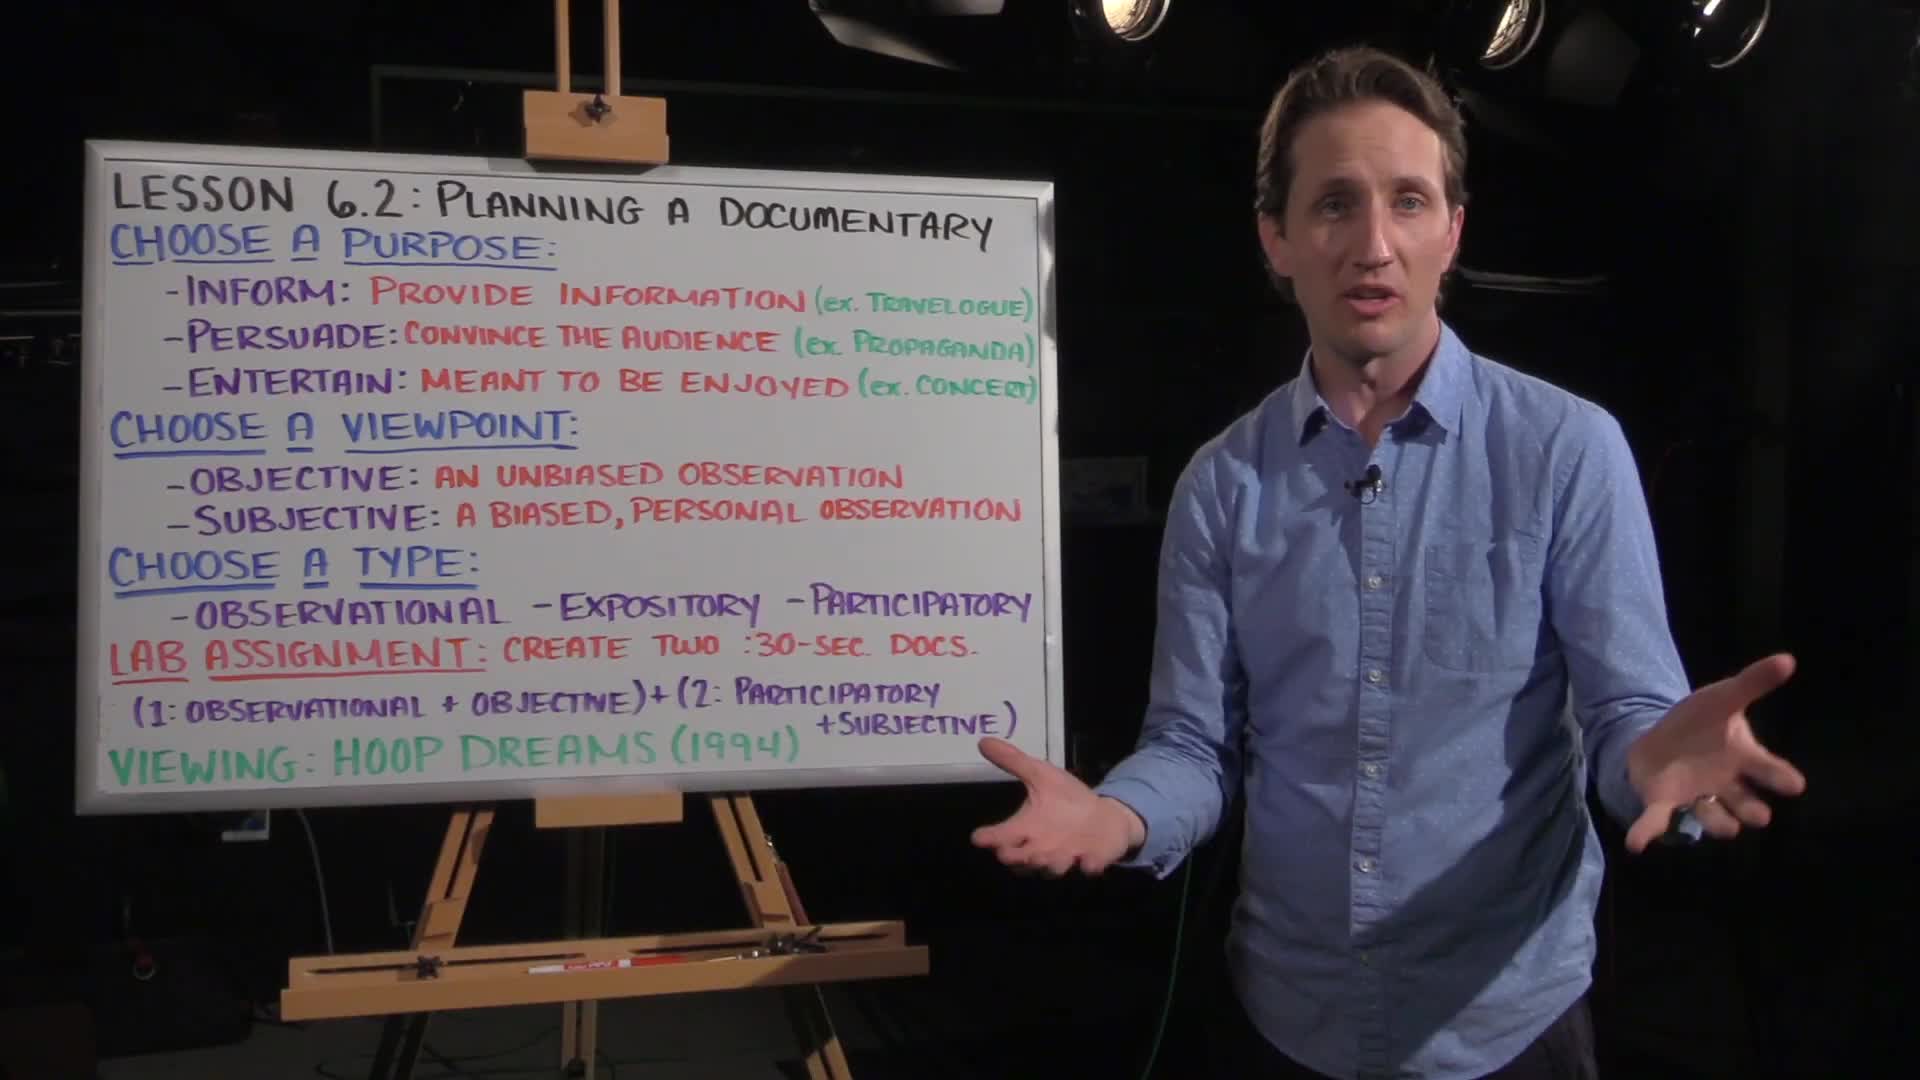 LESSON 6.2: PLANNING A DOCUMENTARY
CHOOSE A PURPOSE:
-INFORM: PROVIDE INFORMATION (ex. TRAVELOGUE)
-PERSUADE: CONVINCE THE AUDIENCE (ex. PROPAGANDA)
-ENTERTAIN: MEANT TO BE ENJOYED (ex. CONCERT)
CHOOSE A VIEWPOINT:
-OBJECTIVE: AN UNBIASED OBSERVATION
-SUBJECTIVE: A BIASED, PERSONAL OBSERVATION
CHOOSE A TYPE:
-OBSERVATIONAL -EXPOSITORY -PARTICIPATORY
LAB ASSIGNMENT: CREATE TWO :30-SEC. DOCS.
(1: OBSERVATIONAL + OBJECTIVE) + (2: PARTICIPATORY
+SUBJECTIVE)
VIEWING: HOOP DREAMS (1994)